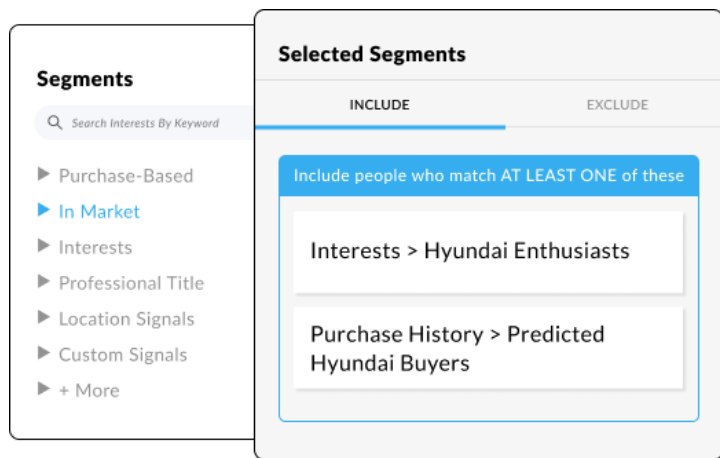 Segments
Search Interests By Keyword
Purchase-Based
In Market
Interests
Professional Title
Location Signals
Custom Signals
+ More
Selected Segments
INCLUDE
EXCLUDE
Include people who match AT LEAST ONE of these
Interests > Hyundai Enthusiasts
Purchase History > Predicted
Hyundai Buyers